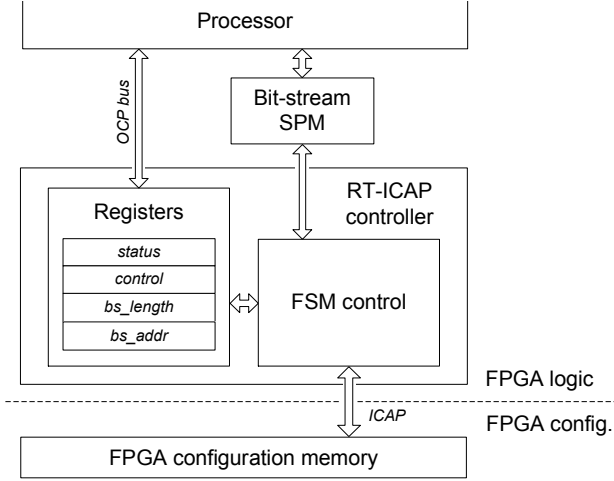 Processor
OCP bus
Bit-stream
SPM
RT-ICAP
controller
Registers
status
control
bs_length
bs_addr
FSM control
FPGA logic
ICAP
FPGA config.
FPGA configuration memory